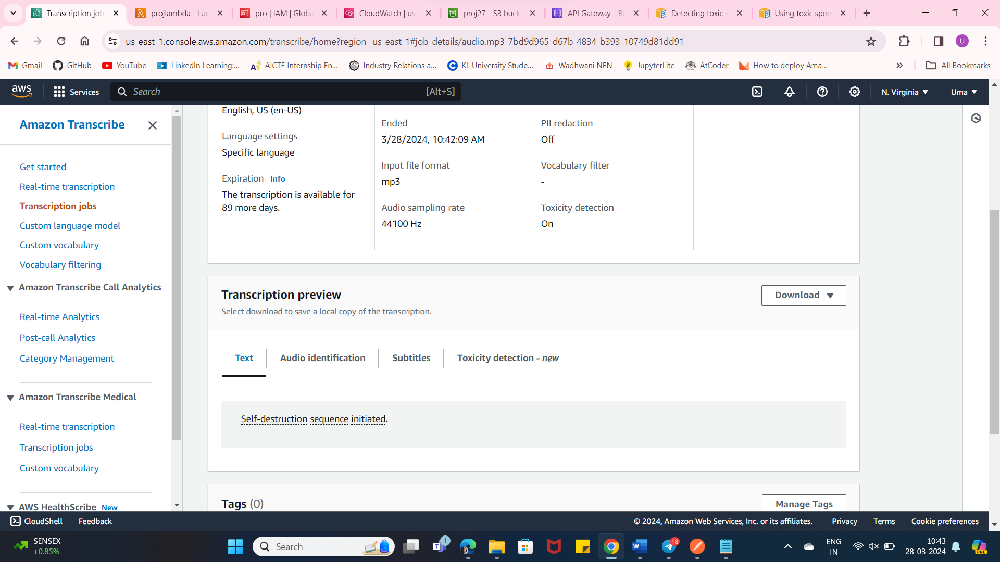 Transcription job
projlambda - Lan
pro | IAM | Globa
CloudWatch | us-
proj27 - S3 buck
API Gateway - Re
Detecting toxic s
Using toxic spee
us-east-1.console.aws.amazon.com/transcribe/home?region=us-east-1#job-details/audio.mp3-7bd9d965-d67b-4834-b393-10749d81dd91
U
Gmail
GitHub
YouTube
LinkedIn Learning:...
AICTE Internship En...
Industry Relations a...
KL University Stude...
Wadhwani NEN
JupyterLite
AtCoder
How to deploy Ama...
All Bookmarks
aws
Services
Search
[Alt+S]
N. Virginia
Uma
Amazon Transcribe
Get started
Real-time transcription
Transcription jobs
Custom language model
Custom vocabulary
Vocabulary filtering
Amazon Transcribe Call Analytics
Real-time Analytics
Post-call Analytics
Category Management
Amazon Transcribe Medical
Real-time transcription
Transcription jobs
Custom vocabulary
AWS HealthScribe New
English, US (en-US)
Language settings
Specific language
Expiration Info
The transcription is available for
89 more days.
Ended
3/28/2024, 10:42:09 AM
Input file format
mp3
Audio sampling rate
44100 Hz
PII redaction
Off
Vocabulary filter
-
Toxicity detection
On
Transcription preview
Select download to save a local copy of the transcription.
Download
Text
Audio identification
Subtitles
Toxicity detection - new
Self-destruction sequence initiated.
Tags (0)
Manage Tags
CloudShell
Feedback
© 2024, Amazon Web Services, Inc. or its affiliates.
Privacy
Terms
Cookie preferences
SENSEX
+0.85%
Search
1
18
ENG
IN
10:43
28-03-2024
PRE